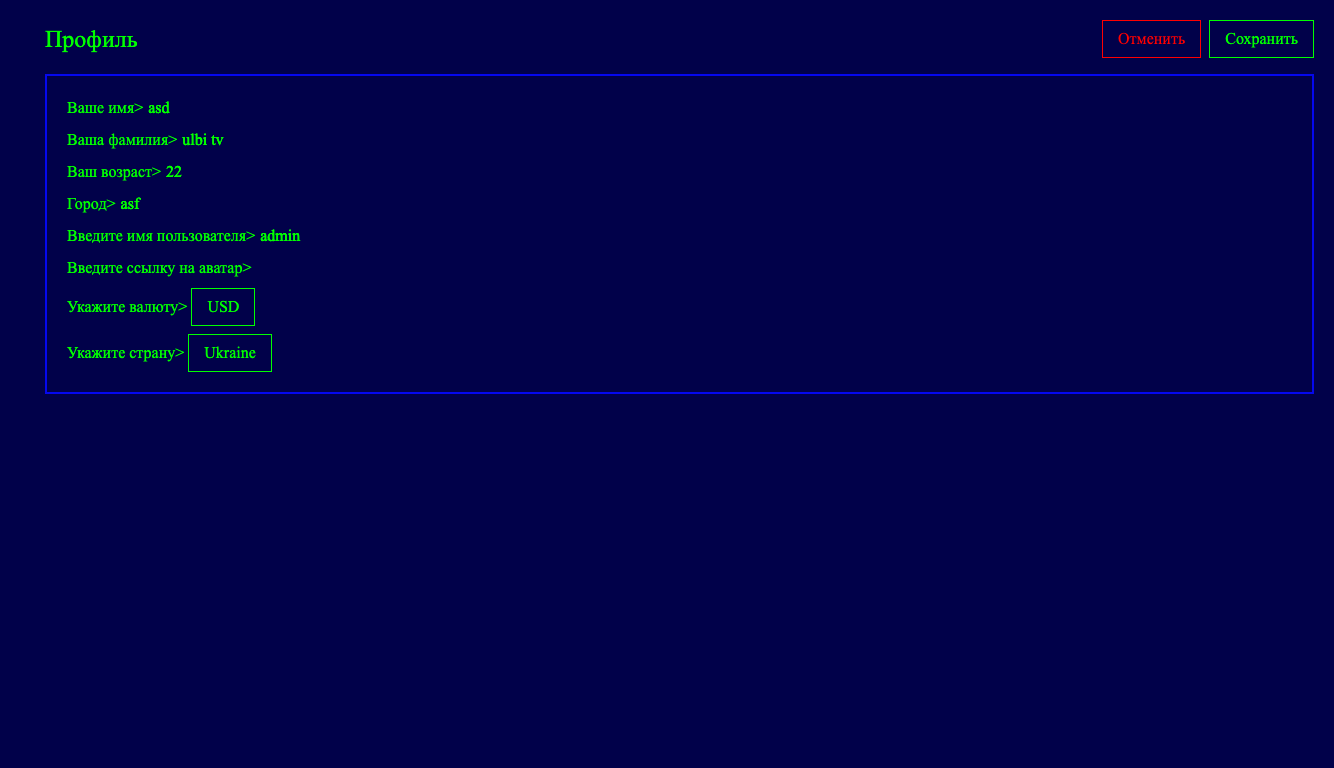 Профиль
Отменить
Сохранить
Ваше имя> asd
Ваша фамилия> ulbi tv
Ваш возраст> 22
Город> asf
Введите имя пользователя> admin
Введите ссылку на аватар>
Укажите валюту> USD
Укажите страну> Ukraine